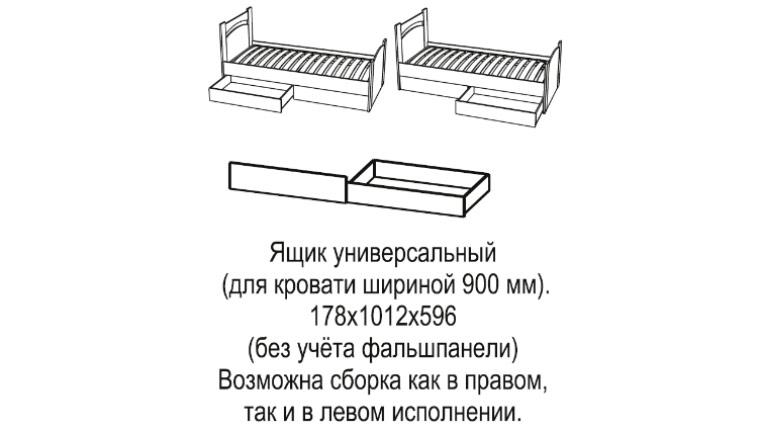 Ящик универсальный
(для кровати шириной 900 мм).
178х1012х596
(без учёта фальшпанели)
Возможна сборка как в правом,
так и в левом исполнении.